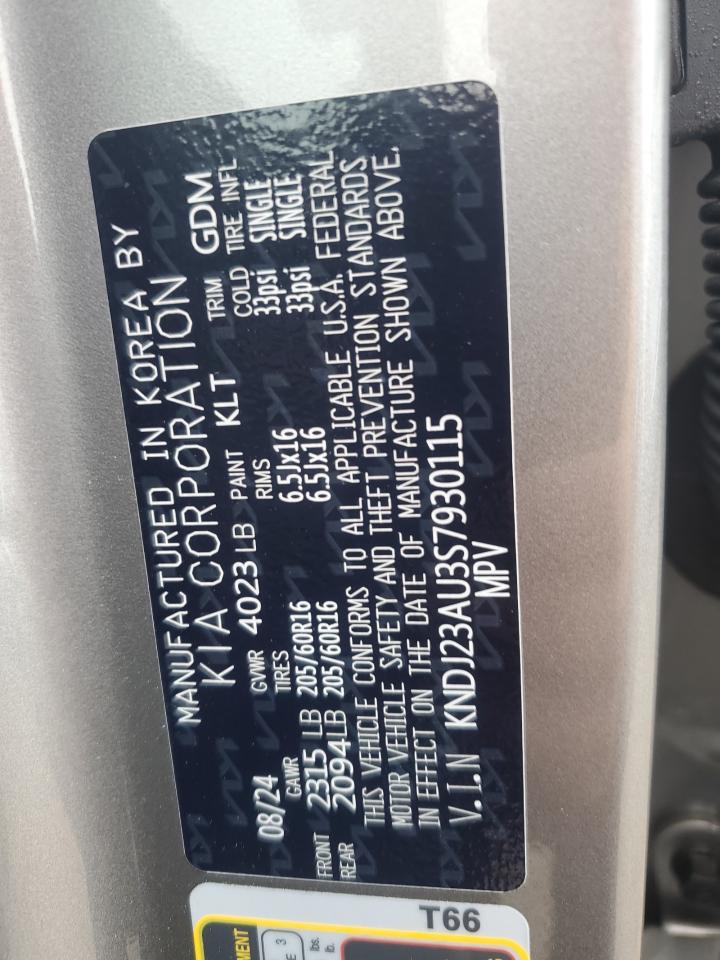 MANUFACTURED IN KOREA BY
KIA CORPORATION
08/24 GVWR 4023 LB PAINT KLT TRIM GDM
GAWR TIRES RIMS COLD TIRE INFL
FRONT 2315 LB 205/60R16 6.5Jx16 33psi SINGLE
REAR 2094LB 205/60R16 6.5Jx16 33psi SINGLE
THIS VEHICLE CONFORMS TO ALL APPLICABLE U.S.A. FEDERAL
MOTOR VEHICLE SAFETY AND THEFT PREVENTION STANDARDS
IN EFFECT ON THE DATE OF MANUFACTURE SHOWN ABOVE.
V.I.N KNDJ23AU3S7930115
MPV
T66
3
lbs.
lb.